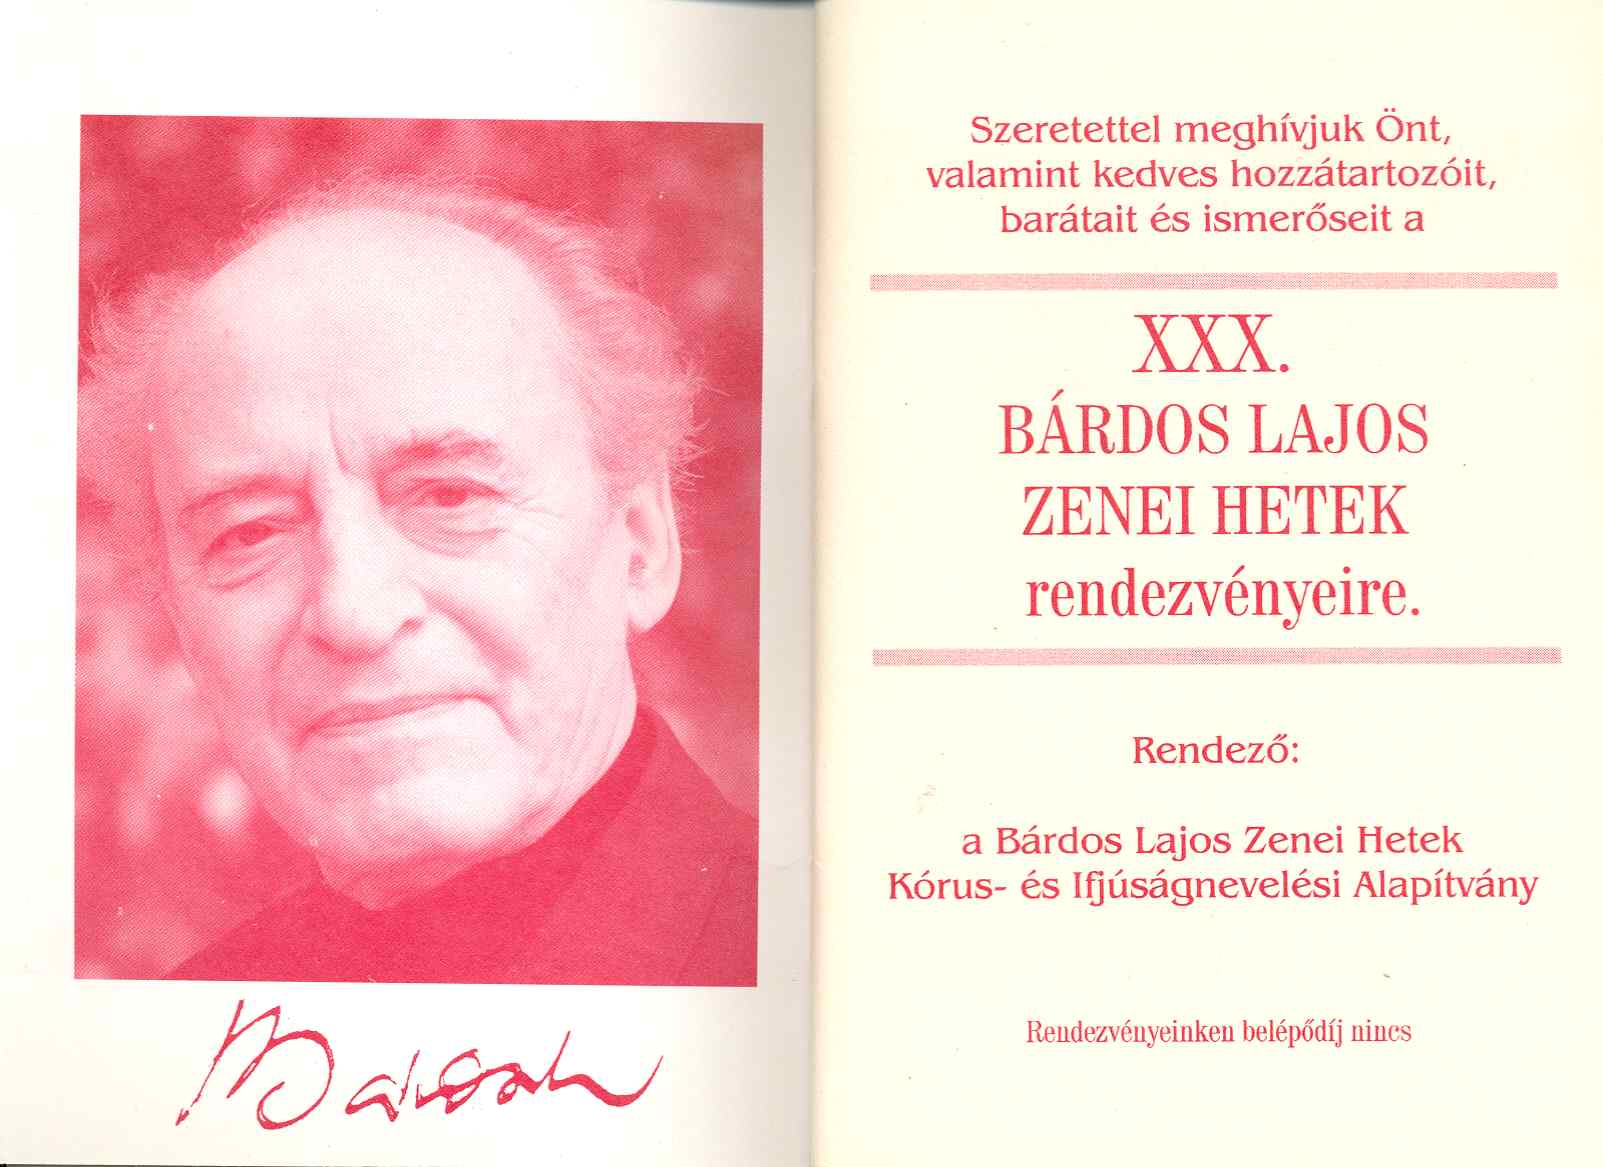 Szeretettel meghívjuk Önt,
valamint kedves hozzátartozóit,
barátait és ismerőseit a
XXX.
BÁRDOS LAJOS
ZENEI HETEK
rendezvényeire.
Rendező:
a Bárdos Lajos Zenei Hetek
Kórus- és Ifjúságnevelési Alapítvány
Rendezvényeinken belépődíj nincs